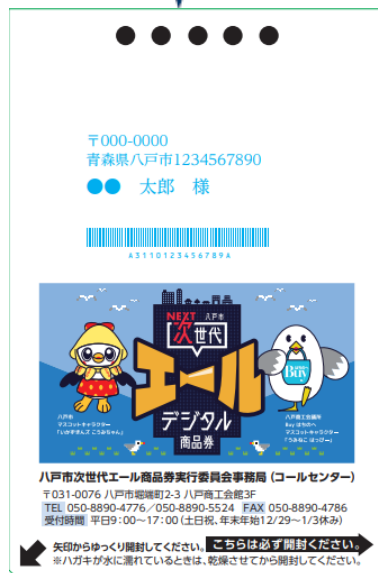 〒000-0000
青森県八戸市1234567890
●● 太郎 様
A3110123456789A
NEXT 八戸市
次世代
エール
デジタル
商品券
八戸市
マスコットキャラクター
「いかずきんズ こうみちゃん」
Buy はちのへ
八戸商工会議所
Buy はちのへ
マスコットキャラクター
「うみねこ はっぴー」
八戸市次世代エール商品券実行委員会事務局 (コールセンター)
〒031-0076 八戸市堀端町2-3 八戸商工会館3F
TEL 050-8890-4776/050-8890-5524 FAX 050-8890-4786
受付時間 平日9:00~17:00 (土日祝、年末年始12/29~1/3休み)
矢印からゆっくり開封してください。 こちらは必ず開封ください。
※ハガキが水に濡れているときは、乾燥させてから開封してください。